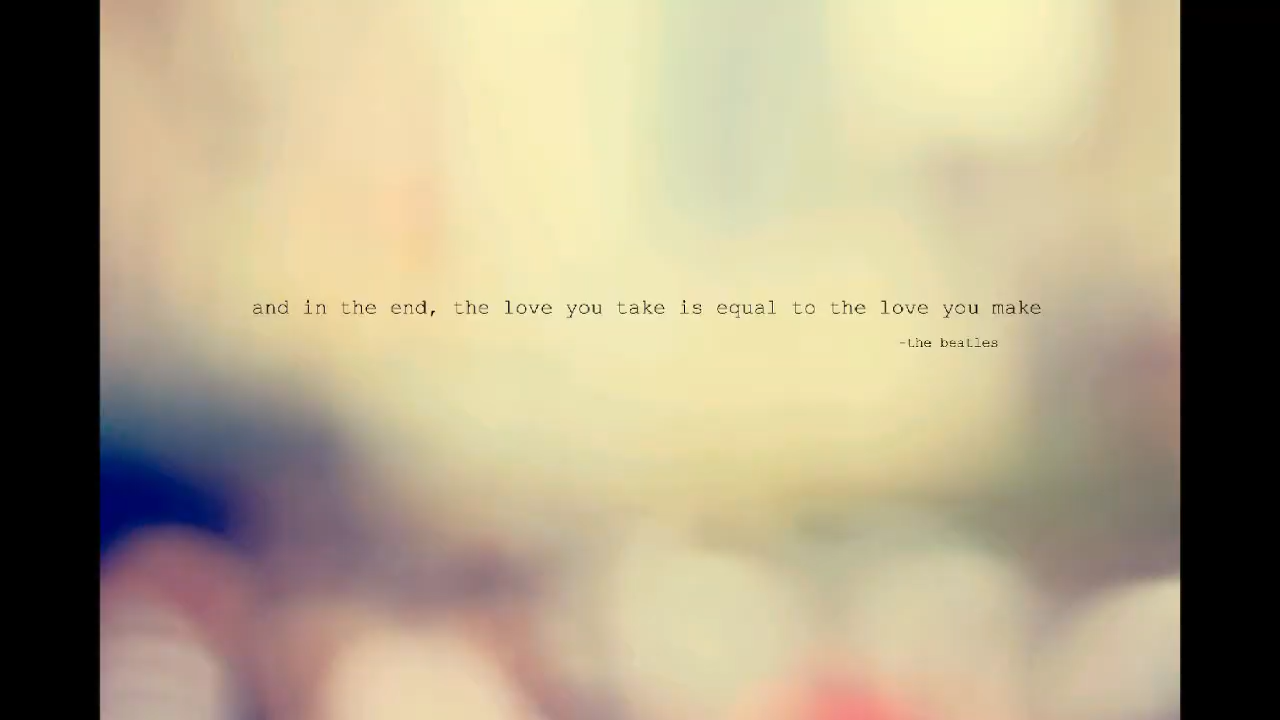 and in the end, the love you take is equal to the love you make
-the beatles